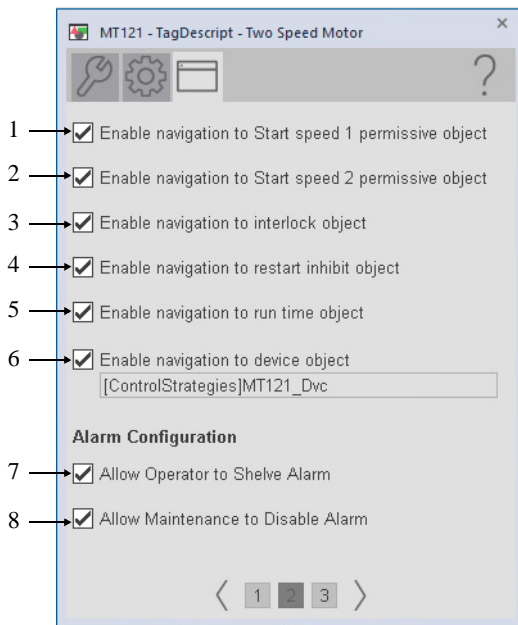 MT121 - TagDescript - Two Speed Motor ×
?
1 Enable navigation to Start speed 1 permissive object
2 Enable navigation to Start speed 2 permissive object
3 Enable navigation to interlock object
4 Enable navigation to restart inhibit object
5 Enable navigation to run time object
6 Enable navigation to device object
[ControlStrategies]MT121_Dvc
Alarm Configuration
7 Allow Operator to Shelve Alarm
8 Allow Maintenance to Disable Alarm
1 2 3